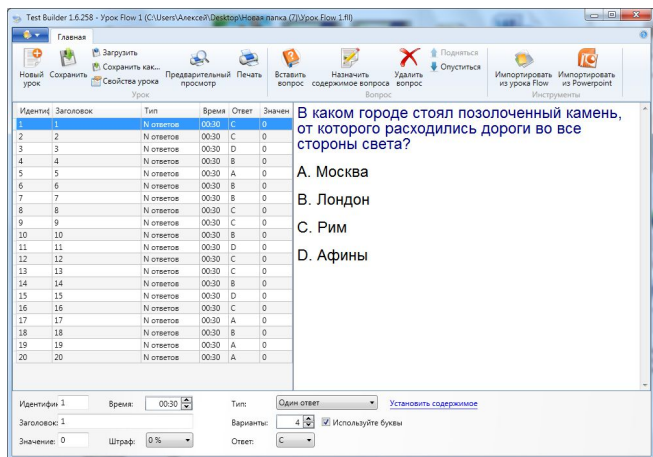 Test Builder 1.6.258 - Урок Flow 1 (C:\Users\Алексей\Desktop\Новая папка (7)\Урок Flow 1.fll)
Главная
Новый урок
Сохранить
Загрузить
Сохранить как...
Свойства урока
Предварительный просмотр
Печать
Вставить вопрос
Назначить содержимое вопроса
Удалить вопрос
Подняться
Опуститься
Импортировать из урока Flow
Импортировать из Powerpoint
Урок
Вопрос
Инструменты
Идентиф Заголовок Тип Время Ответ Значен
1 1 N ответов 00:30 C 0
2 2 N ответов 00:30 C 0
3 3 N ответов 00:30 D 0
4 4 N ответов 00:30 B 0
5 5 N ответов 00:30 A 0
6 6 N ответов 00:30 B 0
7 7 N ответов 00:30 B 0
8 8 N ответов 00:30 C 0
9 9 N ответов 00:30 C 0
10 10 N ответов 00:30 B 0
11 11 N ответов 00:30 D 0
12 12 N ответов 00:30 C 0
13 13 N ответов 00:30 C 0
14 14 N ответов 00:30 B 0
15 15 N ответов 00:30 D 0
16 16 N ответов 00:30 C 0
17 17 N ответов 00:30 A 0
18 18 N ответов 00:30 B 0
19 19 N ответов 00:30 A 0
20 20 N ответов 00:30 A 0
В каком городе стоял позолоченный камень,
от которого расходились дороги во все
стороны света?
A. Москва
B. Лондон
C. Рим
D. Афины
Идентифик 1 Время: 00:30 Тип: Один ответ Установить содержимое
Заголовок: 1 Варианты: 4 Используйте буквы
Значение: 0 Штраф: 0 % Ответ: C